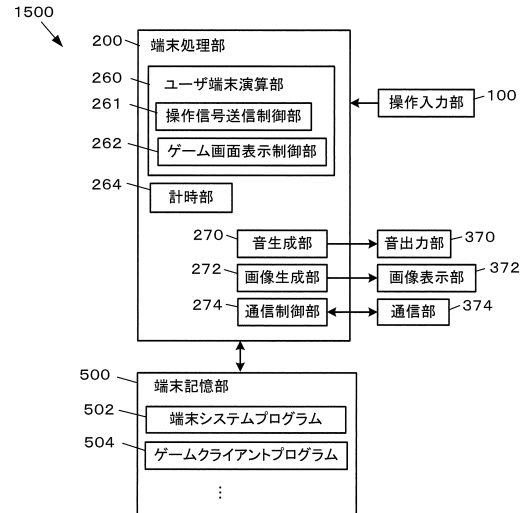 1500
200
端末処理部
260
ユーザ端末演算部
261
操作信号送信制御部
262
ゲーム画面表示制御部
264
計時部
操作入力部
100
270
音生成部
音出力部
370
272
画像生成部
画像表示部
372
274
通信制御部
通信部
374
500
端末記憶部
502
端末システムプログラム
504
ゲームクライアントプログラム
⋮